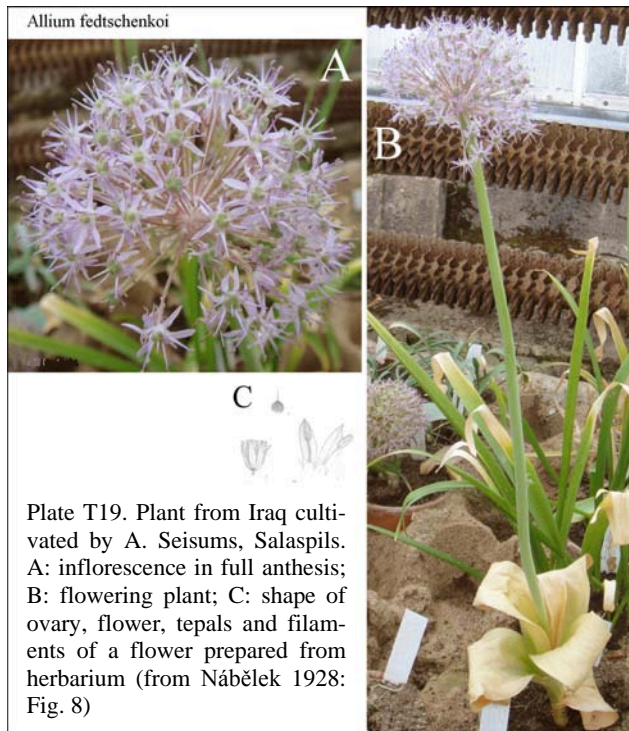 Allium fedtschenkoi
A
B
C
Plate T19. Plant from Iraq culti-
vated by A. Seisums, Salaspils.
A: inflorescence in full anthesis;
B: flowering plant; C: shape of
ovary, flower, tepals and filam-
ents of a flower prepared from
herbarium (from Nábělek 1928:
Fig. 8)